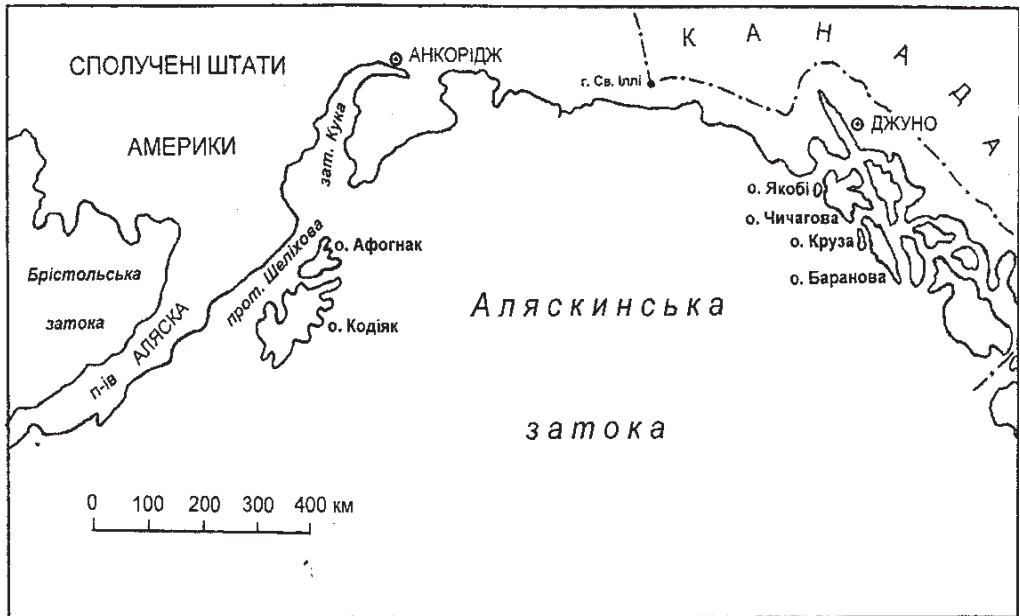 К А Н А Д А
АНКОРІДЖ
СПОЛУЧЕНІ ШТАТИ
г. Св. Іллі
ДЖУНО
АМЕРИКИ
зат. Кука
о. Якобі
о. Чичагова
о. Афогнак
о. Круза
прот. Шеліхова
Брістольська
о. Баранова
затока
Аляскинська
о. Кодіяк
п-ів АЛЯСКА
затока
0 100 200 300 400 км